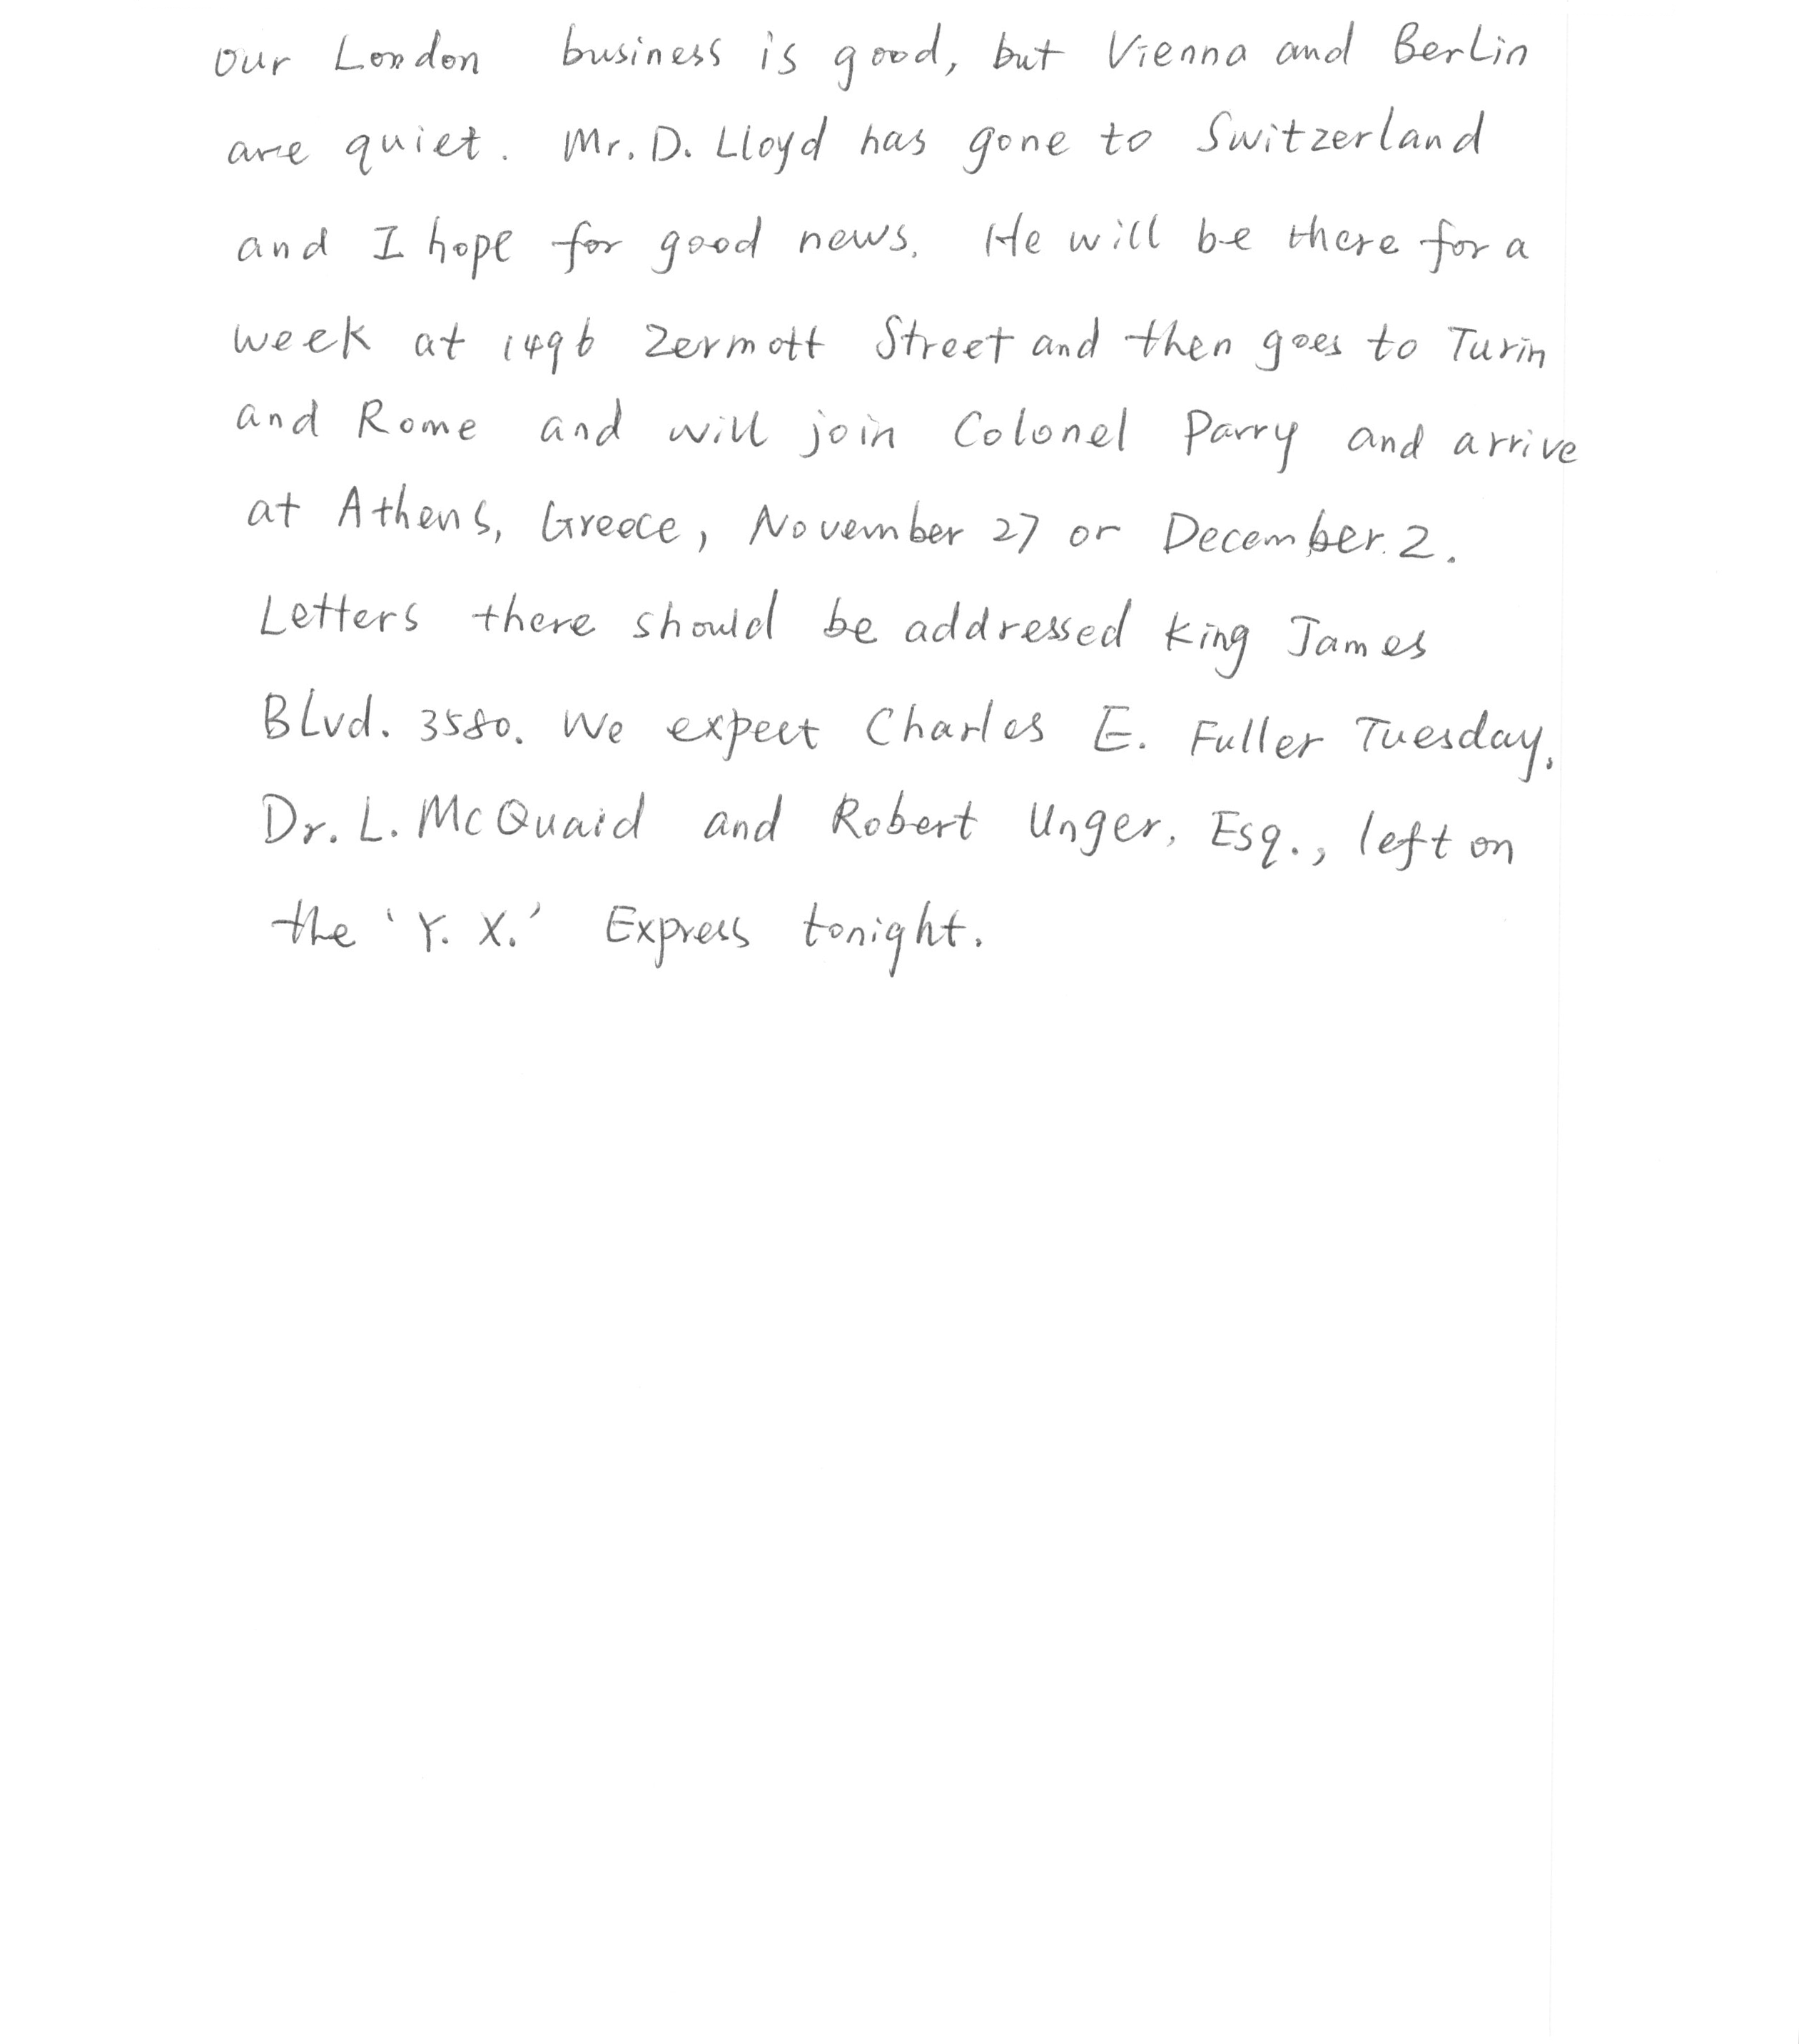 our London business is good, but Vienna and Berlin
are quiet. Mr. D. Lloyd has gone to Switzerland
and I hope for good news. He will be there for a
week at 1496 Zermott Street and then goes to Turin
and Rome and will join Colonel Parry and arrive
at Athens, Greece, November 27 or December 2.
Letters there should be addressed King James
Blvd. 3580. We expect Charles E. Fuller Tuesday.
Dr. L. McQuaid and Robert Unger, Esq., left on
the 'Y. X.' Express tonight.